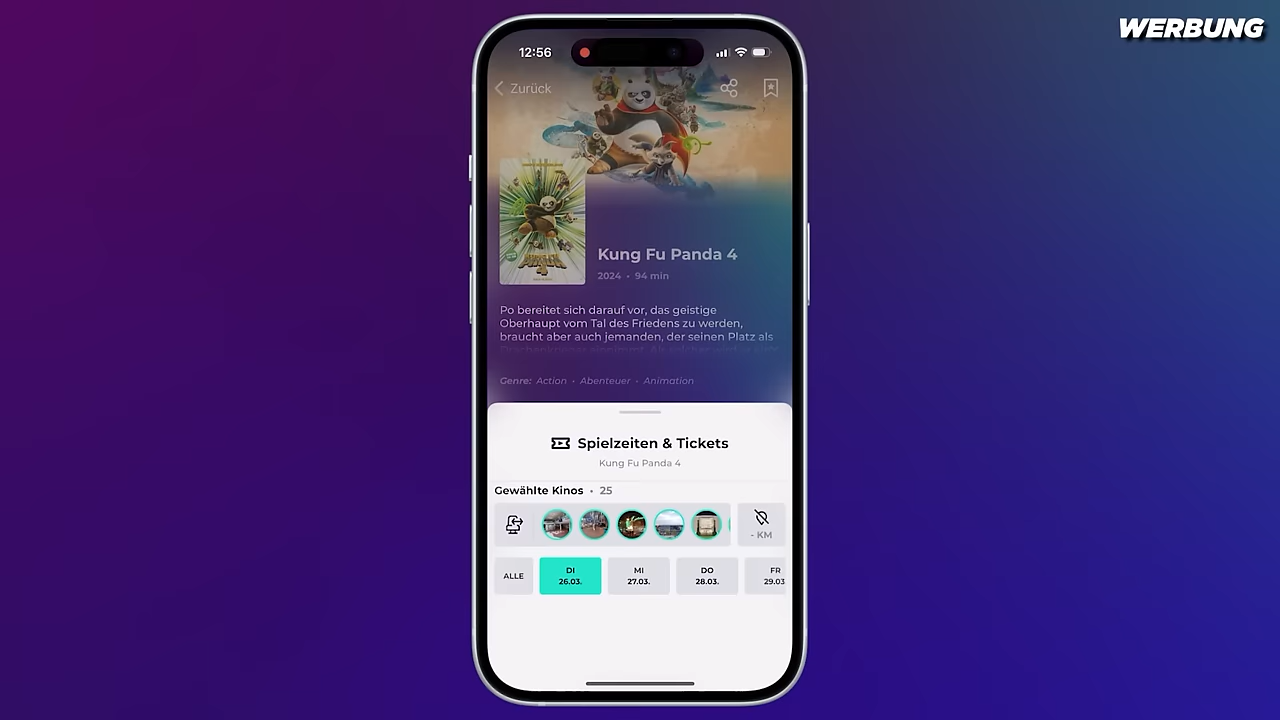 WERBUNG
12:56
Zurück
Kung Fu Panda 4
2024 • 94 min
Po bereitet sich darauf vor, das geistige
Oberhaupt vom Tal des Friedens zu werden,
braucht aber auch jemanden, der seinen Platz als
Genre: Action • Abenteuer • Animation
Spielzeiten & Tickets
Kung Fu Panda 4
Gewählte Kinos • 25
- KM
ALLE
DI
26.03.
MI
27.03.
DO
28.03.
FR
29.03